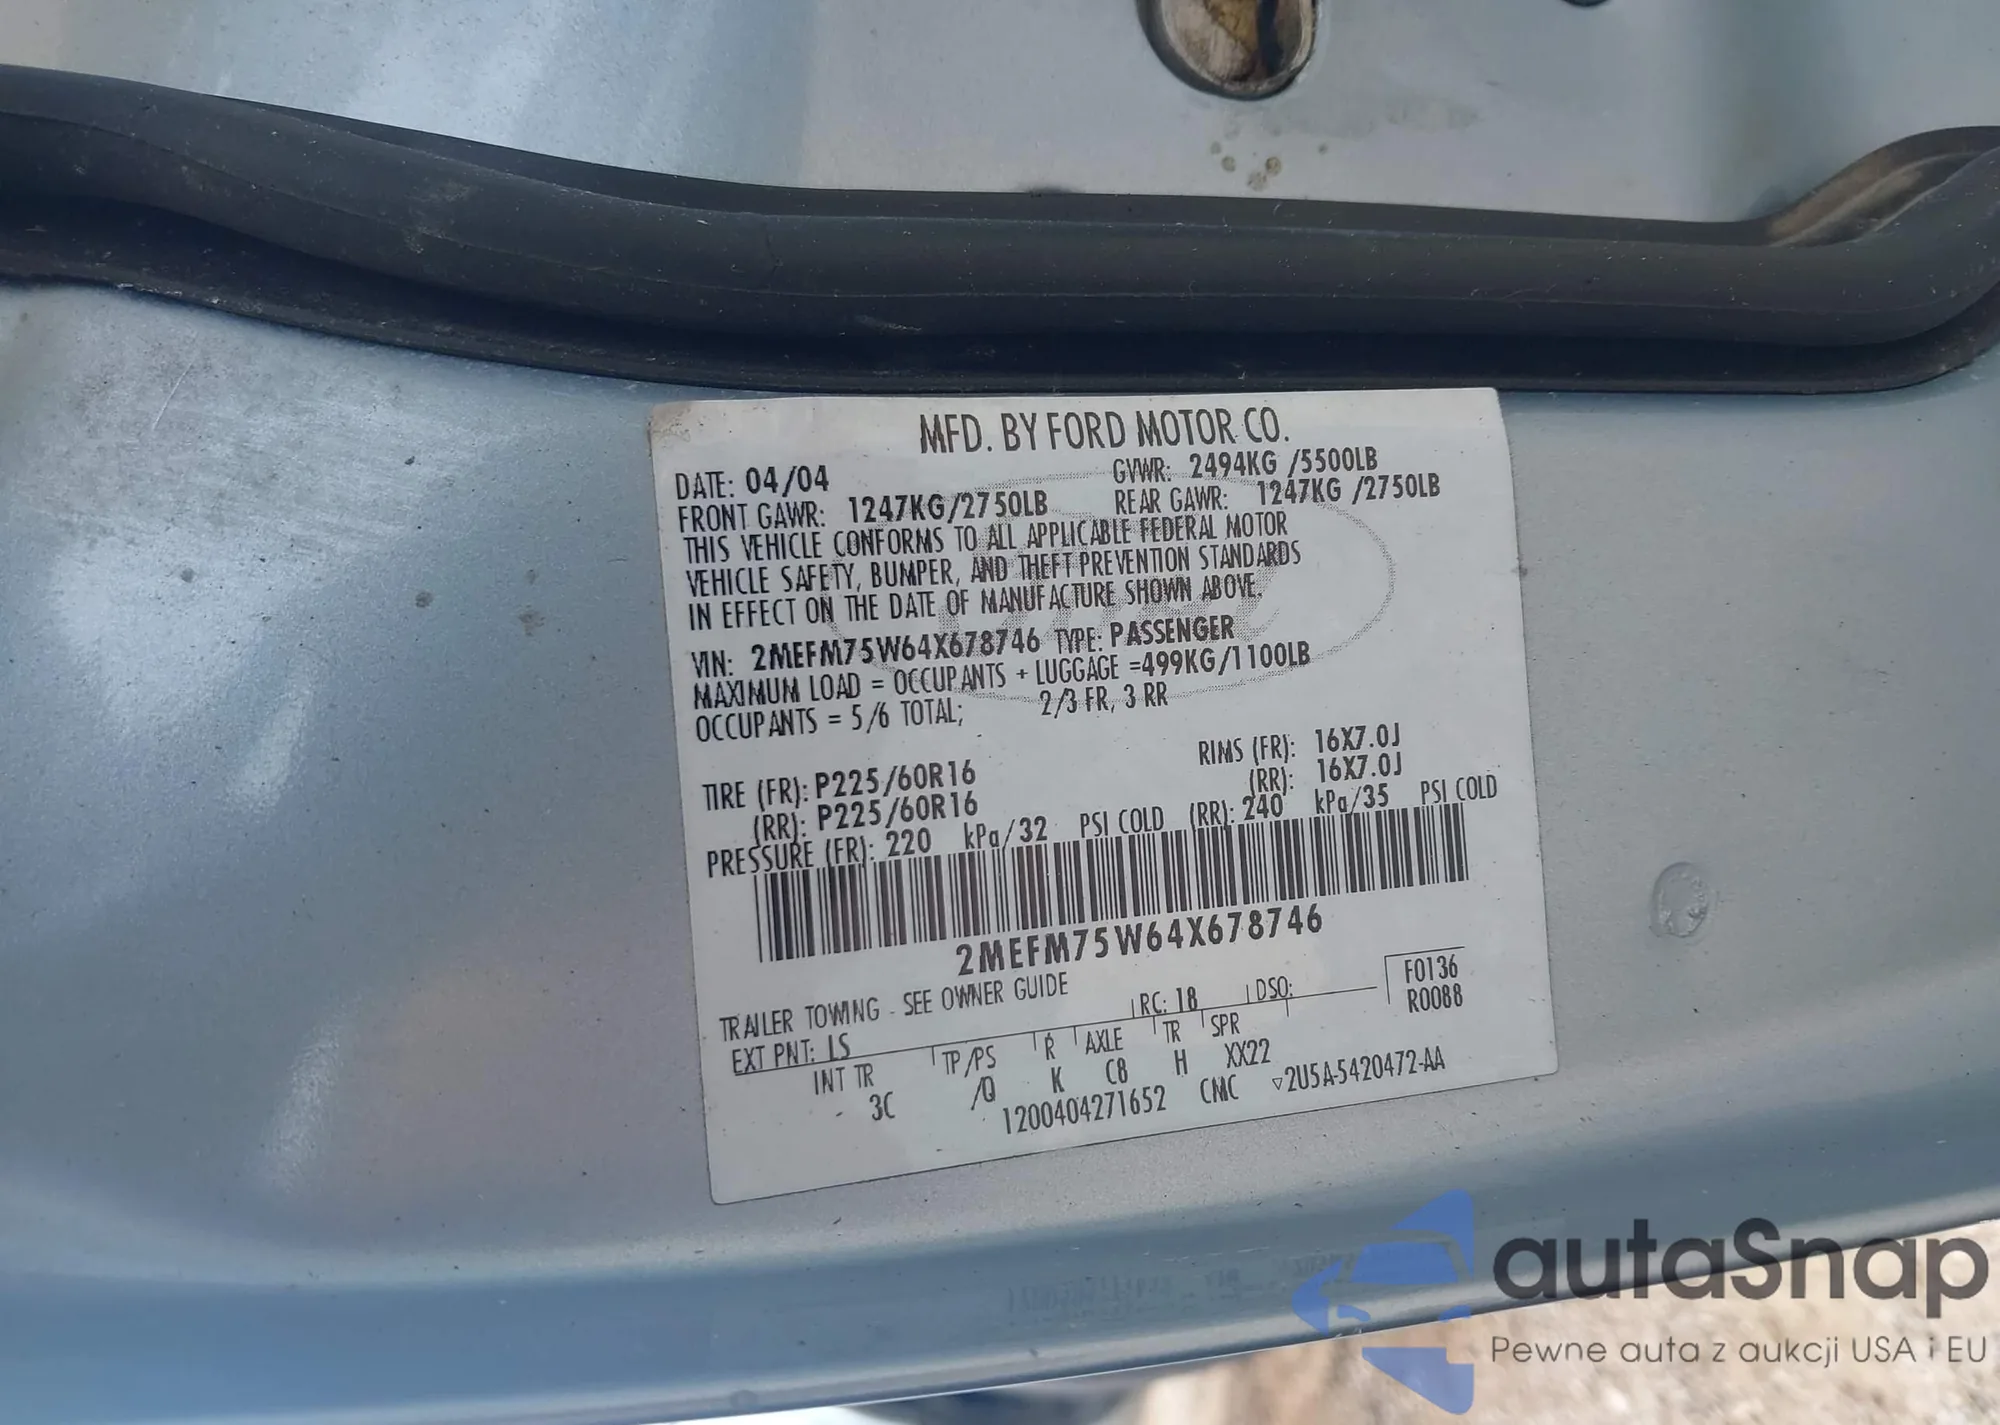 MFD. BY FORD MOTOR CO.
DATE: 04/04 GVWR: 2494KG /5500LB
FRONT GAWR: 1247KG/2750LB REAR GAWR: 1247KG /2750LB
THIS VEHICLE CONFORMS TO ALL APPLICABLE FEDERAL MOTOR
VEHICLE SAFETY, BUMPER, AND THEFT PREVENTION STANDARDS
IN EFFECT ON THE DATE OF MANUFACTURE SHOWN ABOVE.
VIN: 2MEFM75W64X678746 TYPE: PASSENGER
MAXIMUM LOAD = OCCUPANTS + LUGGAGE =499KG/1100LB
OCCUPANTS = 5/6 TOTAL; 2/3 FR, 3 RR
TIRE (FR): P225/60R16 RIMS (FR): 16X7.0J
(RR): P225/60R16 (RR): 16X7.0J
PRESSURE (FR): 220 kPa/32 PSI COLD (RR): 240 kPa/35 PSI COLD
2MEFM75W64X678746
TRAILER TOWING - SEE OWNER GUIDE
EXT PNT: LS RC: 18 DSO: F0136
R0088
INT TR TP/PS R AXLE TR SPR
- 3C /Q K C8 H XX22
1200404271652 CMC ▽2U5A-5420472-AA
autaSnap
Pewne auta z aukcji USA i EU